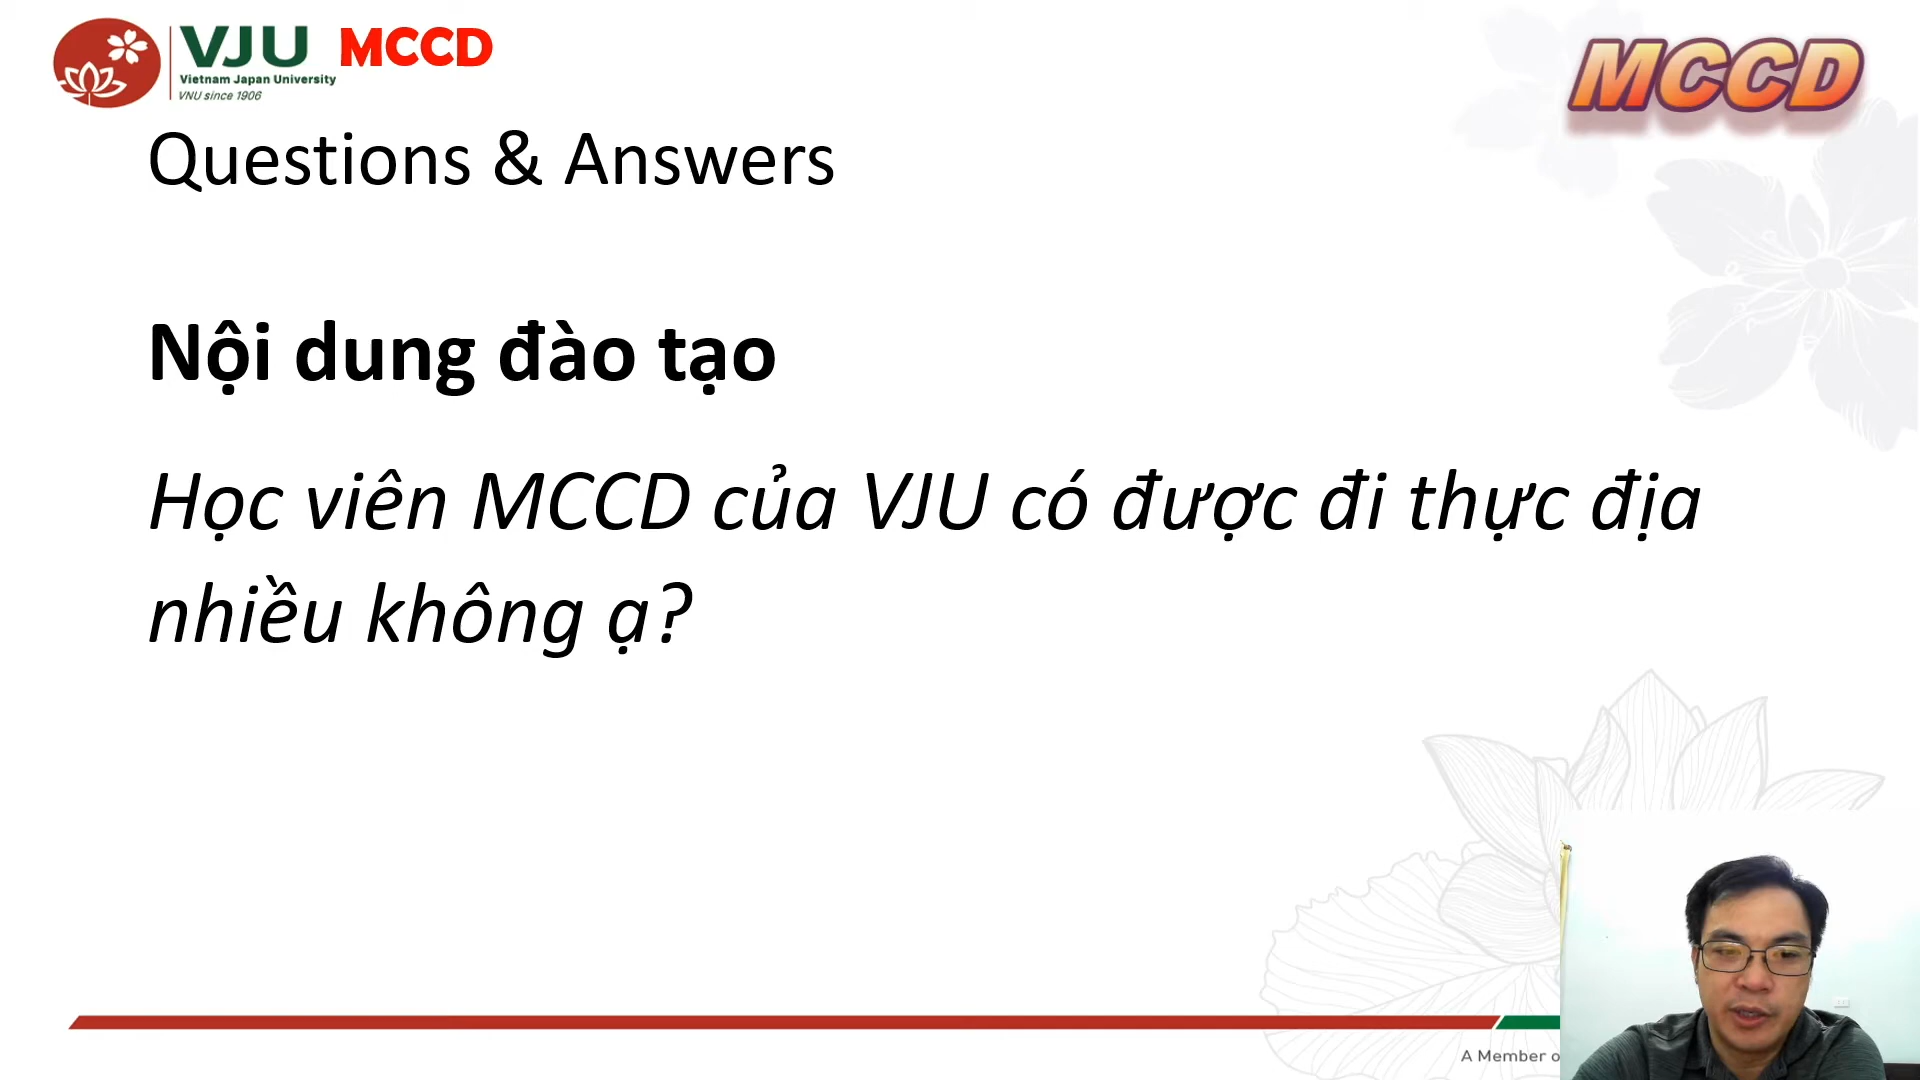 VJU MCCD
Vietnam Japan University
VNU since 1906
MCCD
Questions & Answers
Nội dung đào tạo
Học viên MCCD của VJU có được đi thực địa
nhiều không ạ?
A Member o